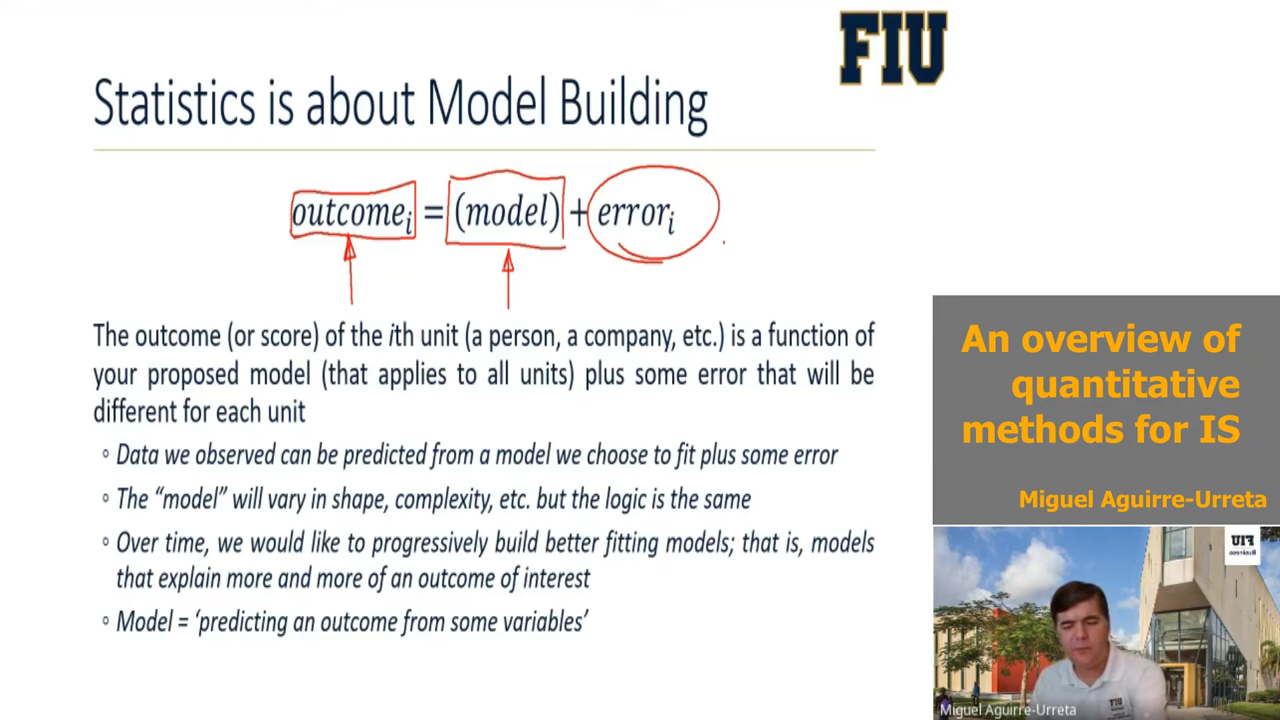 FIU
Statistics is about Model Building
outcomeᵢ = (model) + errorᵢ
The outcome (or score) of the ith unit (a person, a company, etc.) is a function of
your proposed model (that applies to all units) plus some error that will be
different for each unit
◦ Data we observed can be predicted from a model we choose to fit plus some error
◦ The “model” will vary in shape, complexity, etc. but the logic is the same
◦ Over time, we would like to progressively build better fitting models; that is, models
that explain more and more of an outcome of interest
◦ Model = ‘predicting an outcome from some variables’
An overview of
quantitative
methods for IS
Miguel Aguirre-Urreta
FIU
Business
FIU
Miguel Aguirre-Urreta